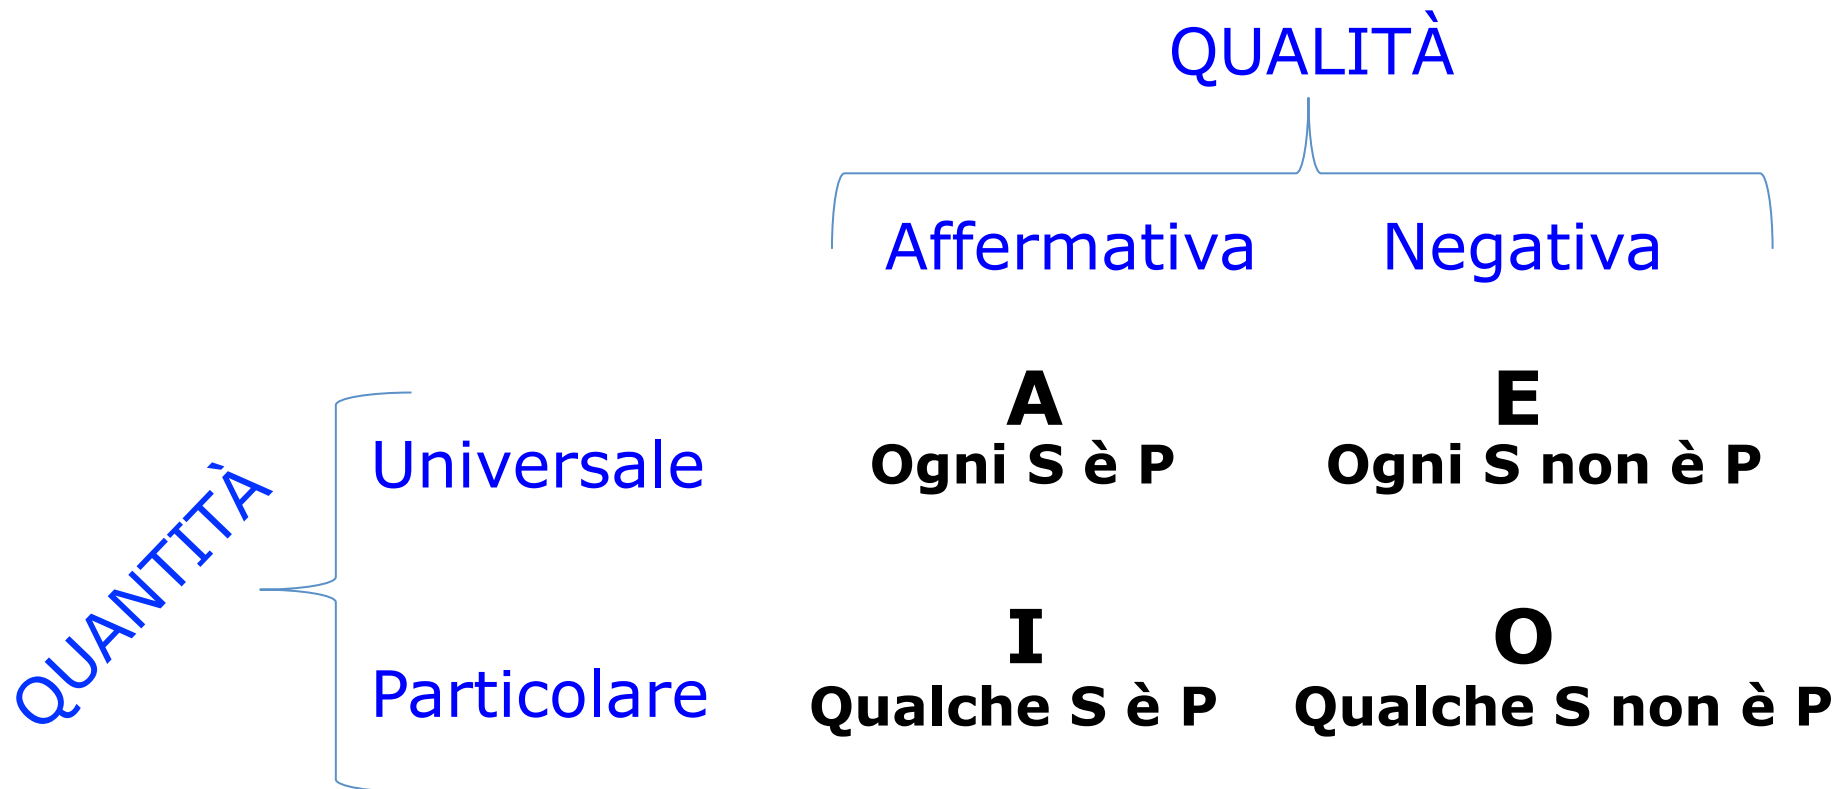 QUALITÀ
Affermativa Negativa
A E
Universale Ogni S è P Ogni S non è P
QUANTITÀ
I O
Particolare Qualche S è P Qualche S non è P